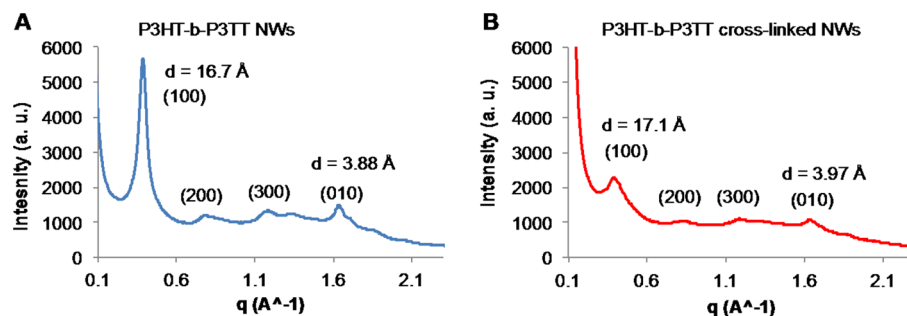 A
P3HT-b-P3TT NWs
6000
5000
4000
3000
2000
1000
0
Intesnity (a. u.)
d = 16.7 Å
(100)
(200)
(300)
d = 3.88 Å
(010)
0.1
0.6
1.1
1.6
2.1
q (A^-1)
B
P3HT-b-P3TT cross-linked NWs
6000
5000
4000
3000
2000
1000
0
Intensity (a. u.)
d = 17.1 Å
(100)
(200)
(300)
d = 3.97 Å
(010)
0.1
0.6
1.1
1.6
2.1
q (A^-1)